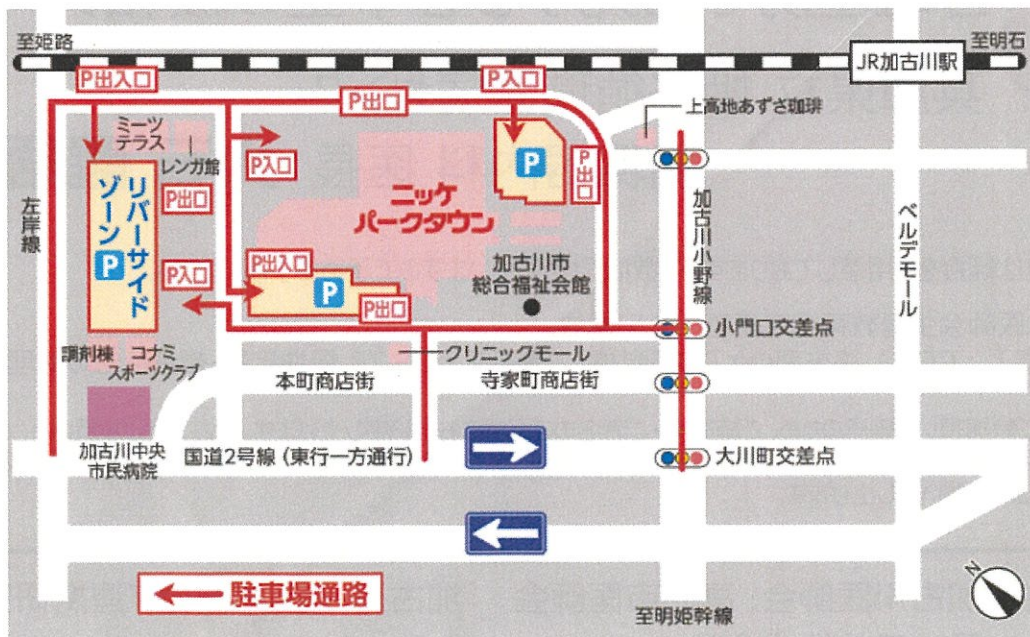 至姫路
至明石
JR加古川駅
P出入口
P入口
P出口
上高地あずさ珈琲
ミーツ
テラス
レンガ館
P入口
P
P出口
P出口
ニッケ
パークタウン
左岸線
リバーサイド
ゾーンP
加古川小野線
ベルデモール
P出入口
P
P入口
P出口
加古川市
総合福祉会館
小門口交差点
調剤棟
コナミ
スポーツクラブ
クリニックモール
本町商店街
寺家町商店街
加古川中央
市民病院
国道2号線(東行一方通行)
大川町交差点
駐車場通路
至明姫幹線
N